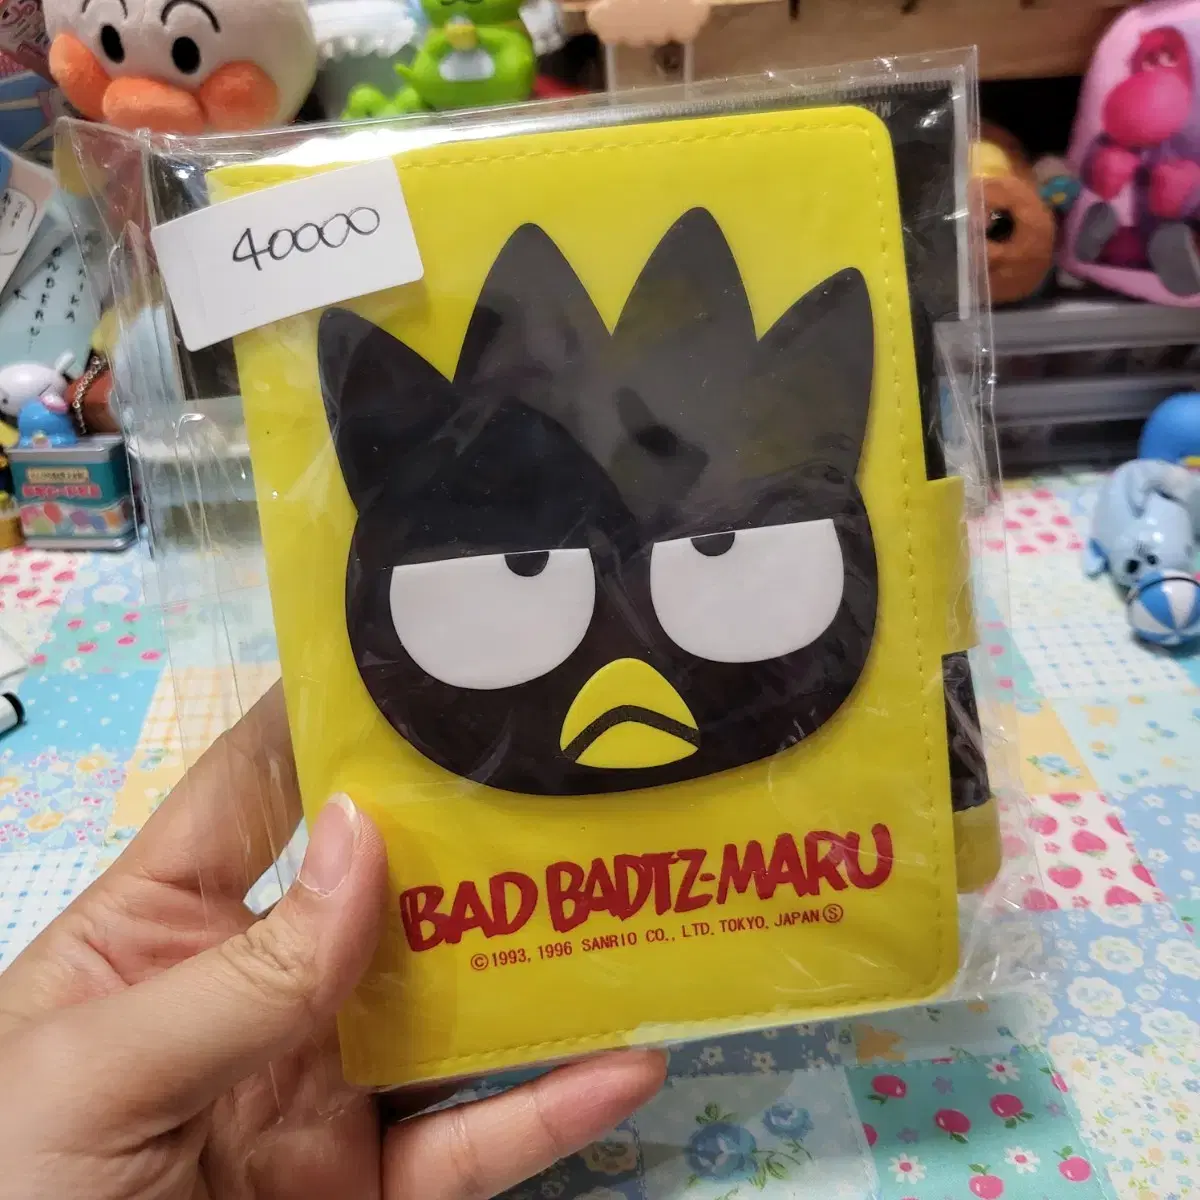 40000
BAD BADTZ-MARU
©1993, 1996 SANRIO CO., LTD. TOKYO, JAPAN Ⓢ